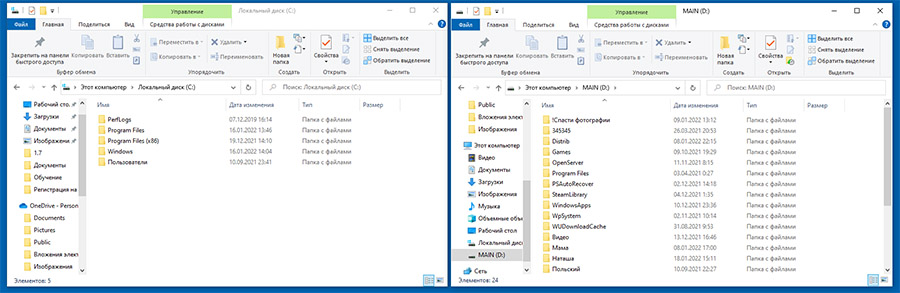 Управление
Локальный диск (C:)
Файл
Главная
Поделиться
Вид
Средства работы с дисками
Закрепить на панели
быстрого доступа
Копировать
Вставить
Переместить в
Копировать в
Удалить
Переименовать
Новая
папка
Свойства
Выделить все
Снять выделение
Обратить выделение
Буфер обмена
Упорядочить
Создать
Открыть
Выделить
Этот компьютер
Локальный диск (C:)
Поиск: Локальный диск (C:)
Рабочий стол
Загрузки
Документы
Изображени
1,7
Документы
Обучение
Регистрация на
OneDrive - Person
Documents
Pictures
Public
Вложения элект
Изображения
Имя
Дата изменения
Тип
Размер
PerfLogs 07.12.2019 16:14 Папка с файлами
Program Files 16.01.2022 13:46 Папка с файлами
Program Files (x86) 19.12.2021 14:10 Папка с файлами
Windows 16.01.2022 14:04 Папка с файлами
Пользователи 10.09.2021 23:41 Папка с файлами
Элементов: 5
Управление
MAIN (D:)
Файл
Главная
Поделиться
Вид
Средства работы с дисками
Закрепить на панели
быстрого доступа
Копировать
Вставить
Переместить в
Копировать в
Удалить
Переименовать
Новая
папка
Свойства
Выделить все
Снять выделение
Обратить выделение
Буфер обмена
Упорядочить
Создать
Открыть
Выделить
Этот компьютер
MAIN (D:)
Поиск: MAIN (D:)
Public
Вложения элект
Изображения
Этот компьютер
Видео
Документы
Загрузки
Изображения
Музыка
Объемные объе
Рабочий стол
Локальный диск
MAIN (D:)
Сеть
Имя
Дата изменения
Тип
Размер
!Спасти фотографии 09.01.2022 13:12 Папка с файлами
345345 26.03.2021 20:51 Папка с файлами
Distrib 08.01.2022 22:15 Папка с файлами
Games 09.10.2021 19:29 Папка с файлами
OpenServer 11.11.2021 8:15 Папка с файлами
Program Files 03.04.2021 0:27 Папка с файлами
PSAutoRecover 02.12.2021 14:18 Папка с файлами
SteamLibrary 04.12.2021 1:35 Папка с файлами
WindowsApps 10.12.2021 23:36 Папка с файлами
WpSystem 02.11.2021 10:14 Папка с файлами
WUDownloadCache 31.08.2021 9:53 Папка с файлами
Видео 13.12.2021 16:46 Папка с файлами
Мама 08.01.2022 17:00 Папка с файлами
Наташа 18.01.2022 15:11 Папка с файлами
Польский 10.09.2021 22:27 Папка с файлами
Элементов: 24